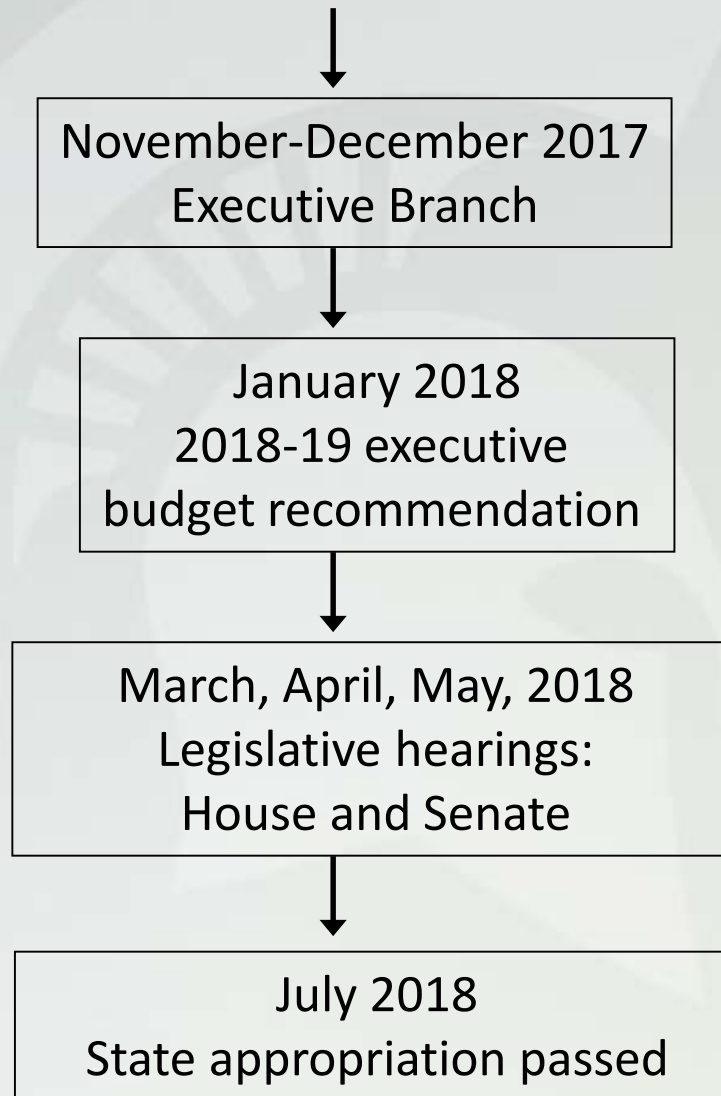 November-December 2017
Executive Branch
January 2018
2018-19 executive
budget recommendation
March, April, May, 2018
Legislative hearings:
House and Senate
July 2018
State appropriation passed